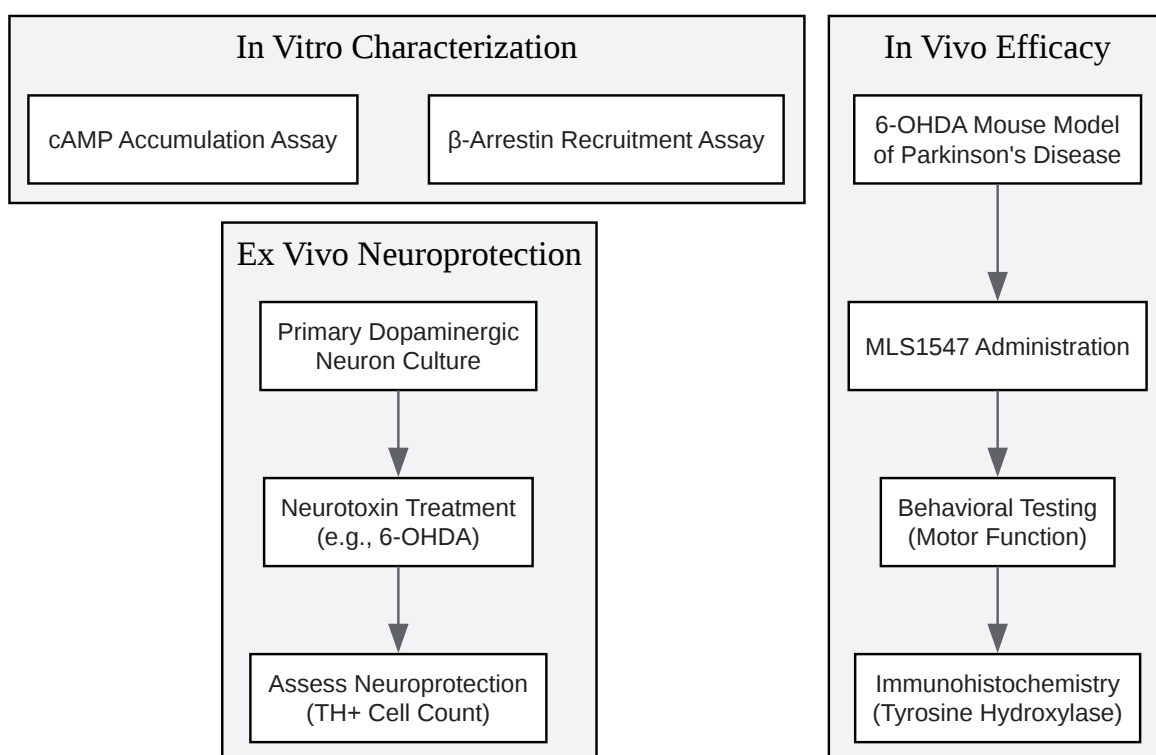 In Vitro Characterization
cAMP Accumulation Assay
β-Arrestin Recruitment Assay
Ex Vivo Neuroprotection
Primary Dopaminergic
Neuron Culture
Neurotoxin Treatment
(e.g., 6-OHDA)
Assess Neuroprotection
(TH+ Cell Count)
In Vivo Efficacy
6-OHDA Mouse Model
of Parkinson's Disease
MLS1547 Administration
Behavioral Testing
(Motor Function)
Immunohistochemistry
(Tyrosine Hydroxylase)